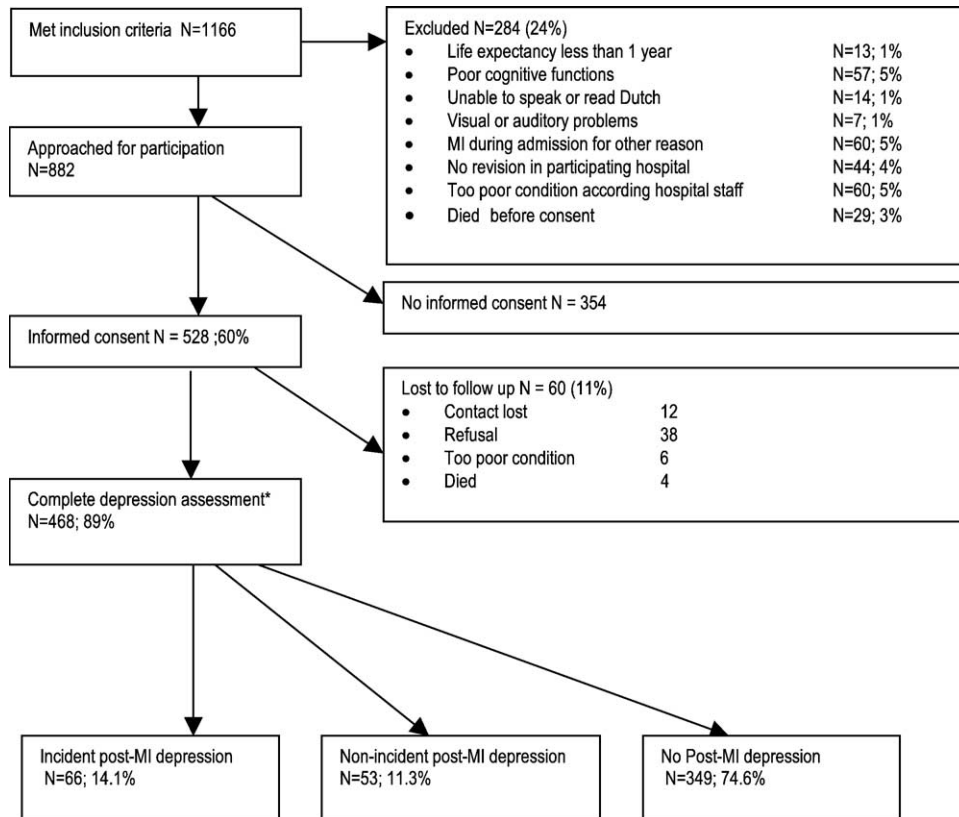 Met inclusion criteria N=1166
Excluded N=284 (24%)
• Life expectancy less than 1 year N=13; 1%
• Poor cognitive functions N=57; 5%
• Unable to speak or read Dutch N=14; 1%
• Visual or auditory problems N=7; 1%
• MI during admission for other reason N=60; 5%
• No revision in participating hospital N=44; 4%
• Too poor condition according hospital staff N=60; 5%
• Died before consent N=29; 3%
Approached for participation
N=882
No informed consent N = 354
Informed consent N = 528 ;60%
Lost to follow up N = 60 (11%)
• Contact lost 12
• Refusal 38
• Too poor condition 6
• Died 4
Complete depression assessment*
N=468; 89%
Incident post-MI depression
N=66; 14.1%
Non-incident post-MI depression
N=53; 11.3%
No Post-MI depression
N=349; 74.6%